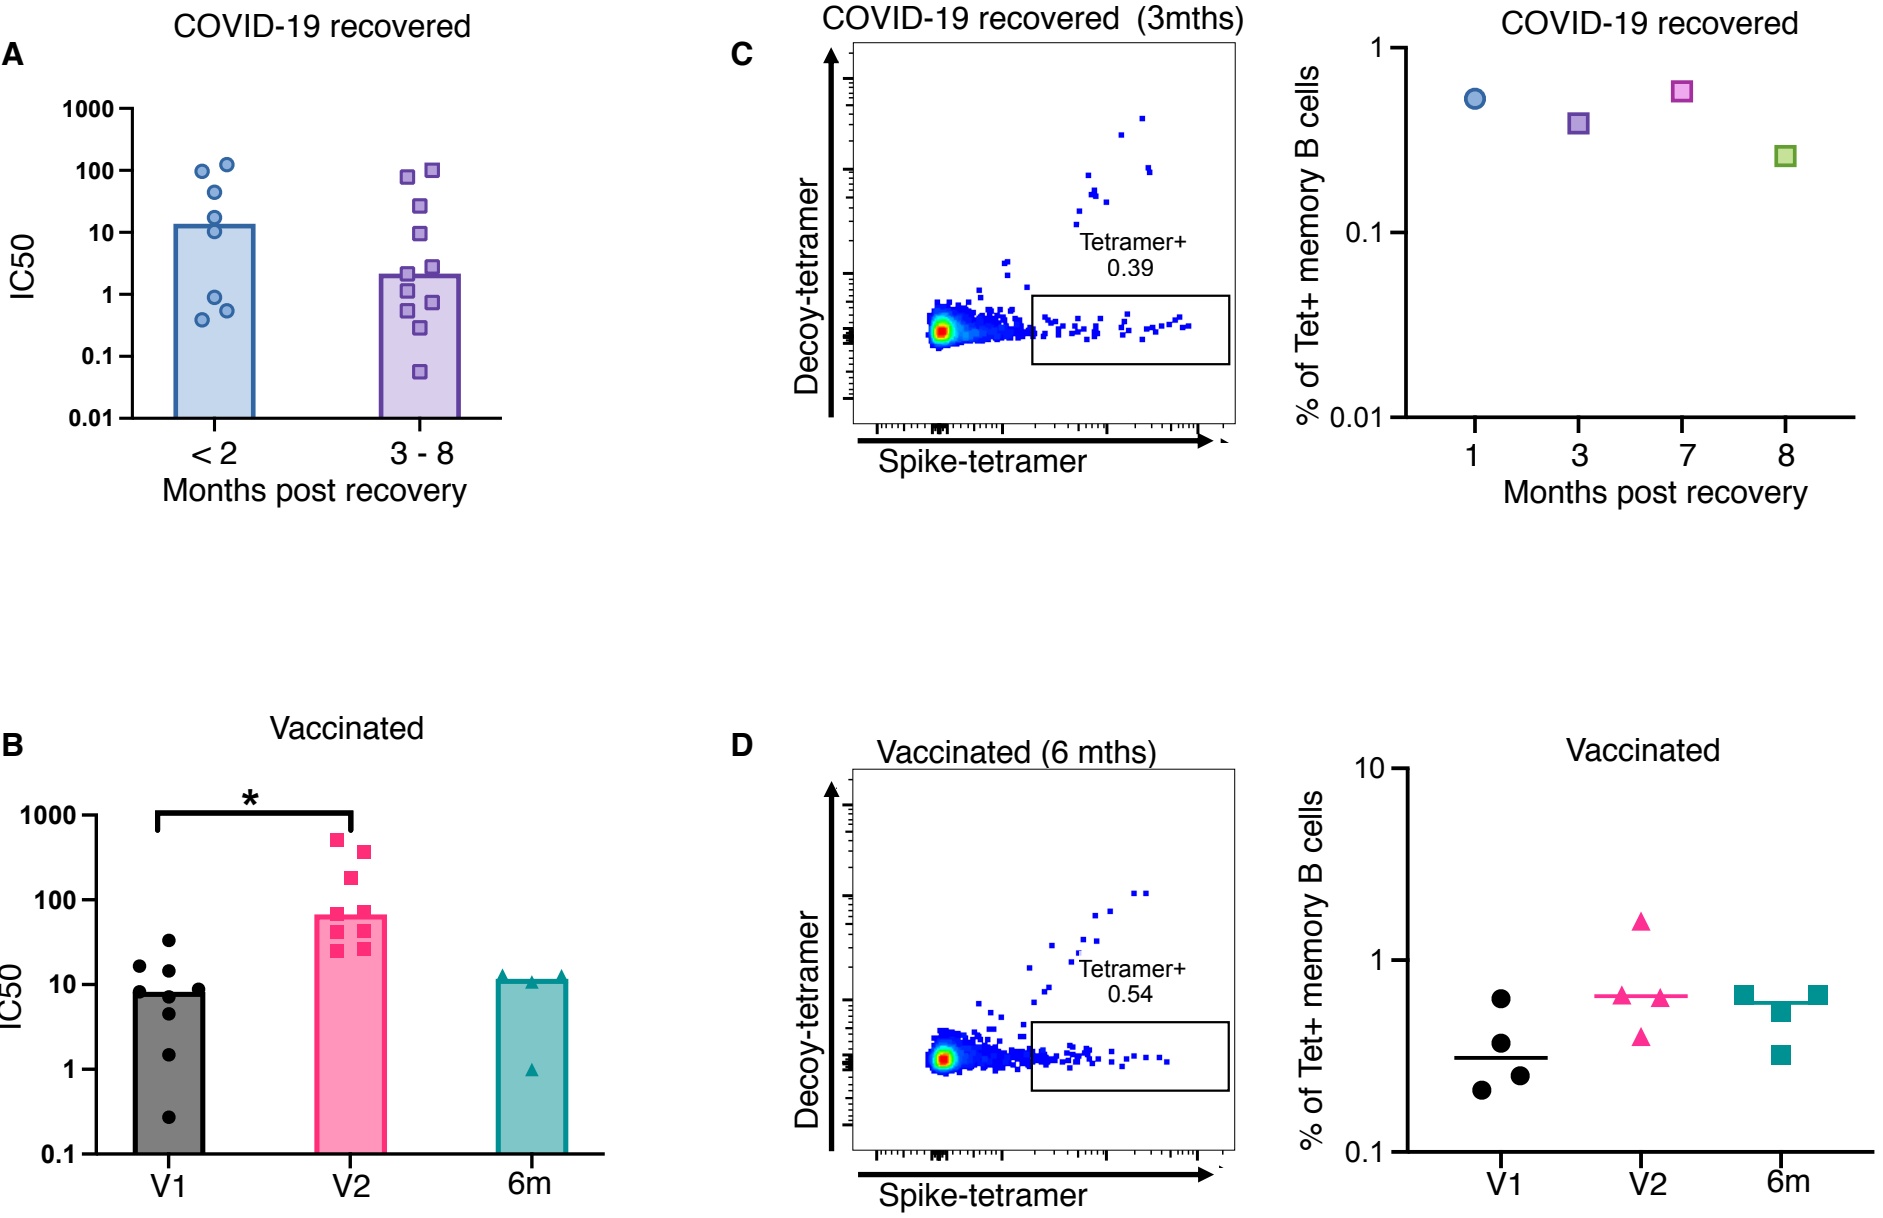 A
COVID-19 recovered
IC50
1000
100
10
1
0.1
0.01
< 2
3 - 8
Months post recovery
C
COVID-19 recovered (3mths)
Decoy-tetramer
Tetramer+
0.39
Spike-tetramer
COVID-19 recovered
% of Tet+ memory B cells
1
0.1
0.01
1
3
7
8
Months post recovery
B
Vaccinated
IC50
1000
100
10
1
0.1
*
V1
V2
6m
D
Vaccinated (6 mths)
Decoy-tetramer
Tetramer+
0.54
Spike-tetramer
Vaccinated
% of Tet+ memory B cells
10
1
0.1
V1
V2
6m